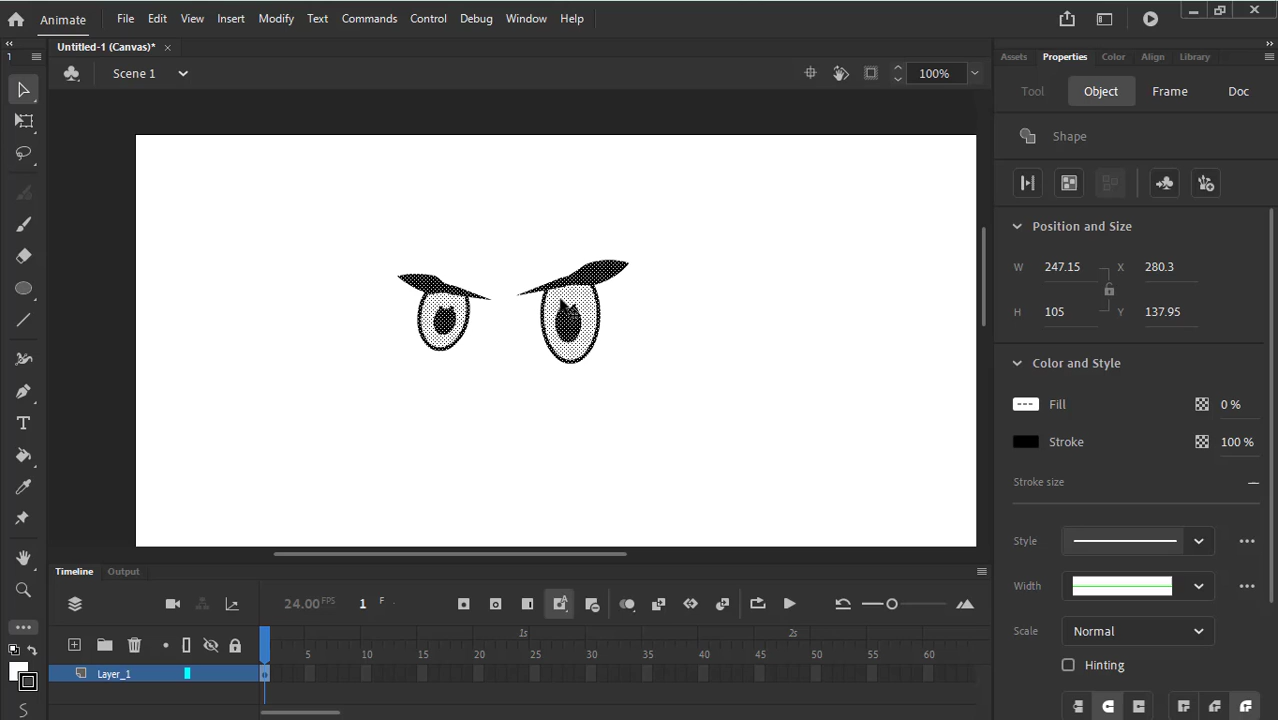 Animate File Edit View Insert Modify Text Commands Control Debug Window Help
Untitled-1 (Canvas)*
Scene 1 100%
1
Assets Properties Color Align Library
Tool Object Frame Doc
Shape
Position and Size
W 247.15 X 280.3
H 105 Y 137.95
Color and Style
Fill 0 %
Stroke 100 %
Stroke size
Style
Width
Scale Normal
Hinting
Timeline Output
24.00 FPS 1 F
1s 2s
5 10 15 20 25 30 35 40 45 50 55 60
Layer_1